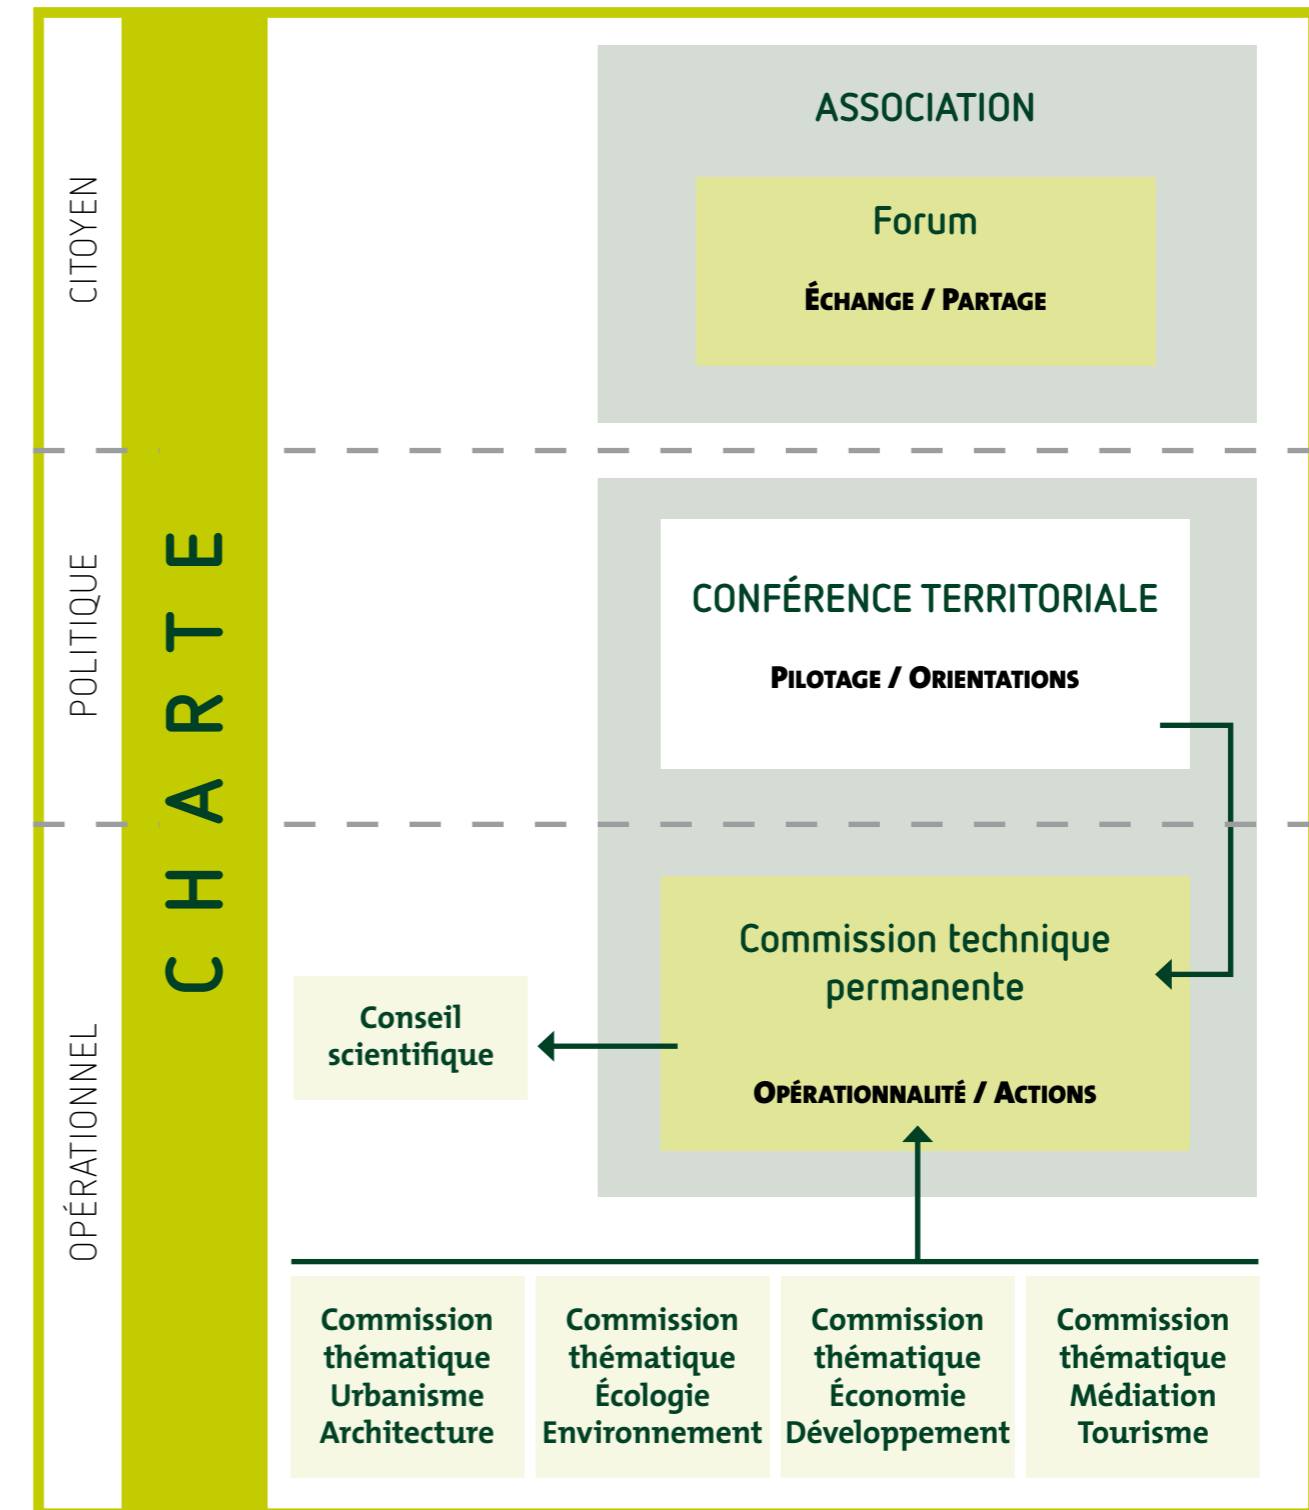 CITOYEN
POLITIQUE
OPÉRATIONNEL
CHARTE
ASSOCIATION
Forum
ÉCHANGE / PARTAGE
CONFÉRENCE TERRITORIALE
PILOTAGE / ORIENTATIONS
Commission technique
permanente
OPÉRATIONNALITÉ / ACTIONS
Conseil
scientifique
Commission
thématique
Urbanisme
Architecture
Commission
thématique
Écologie
Environnement
Commission
thématique
Économie
Développement
Commission
thématique
Médiation
Tourisme